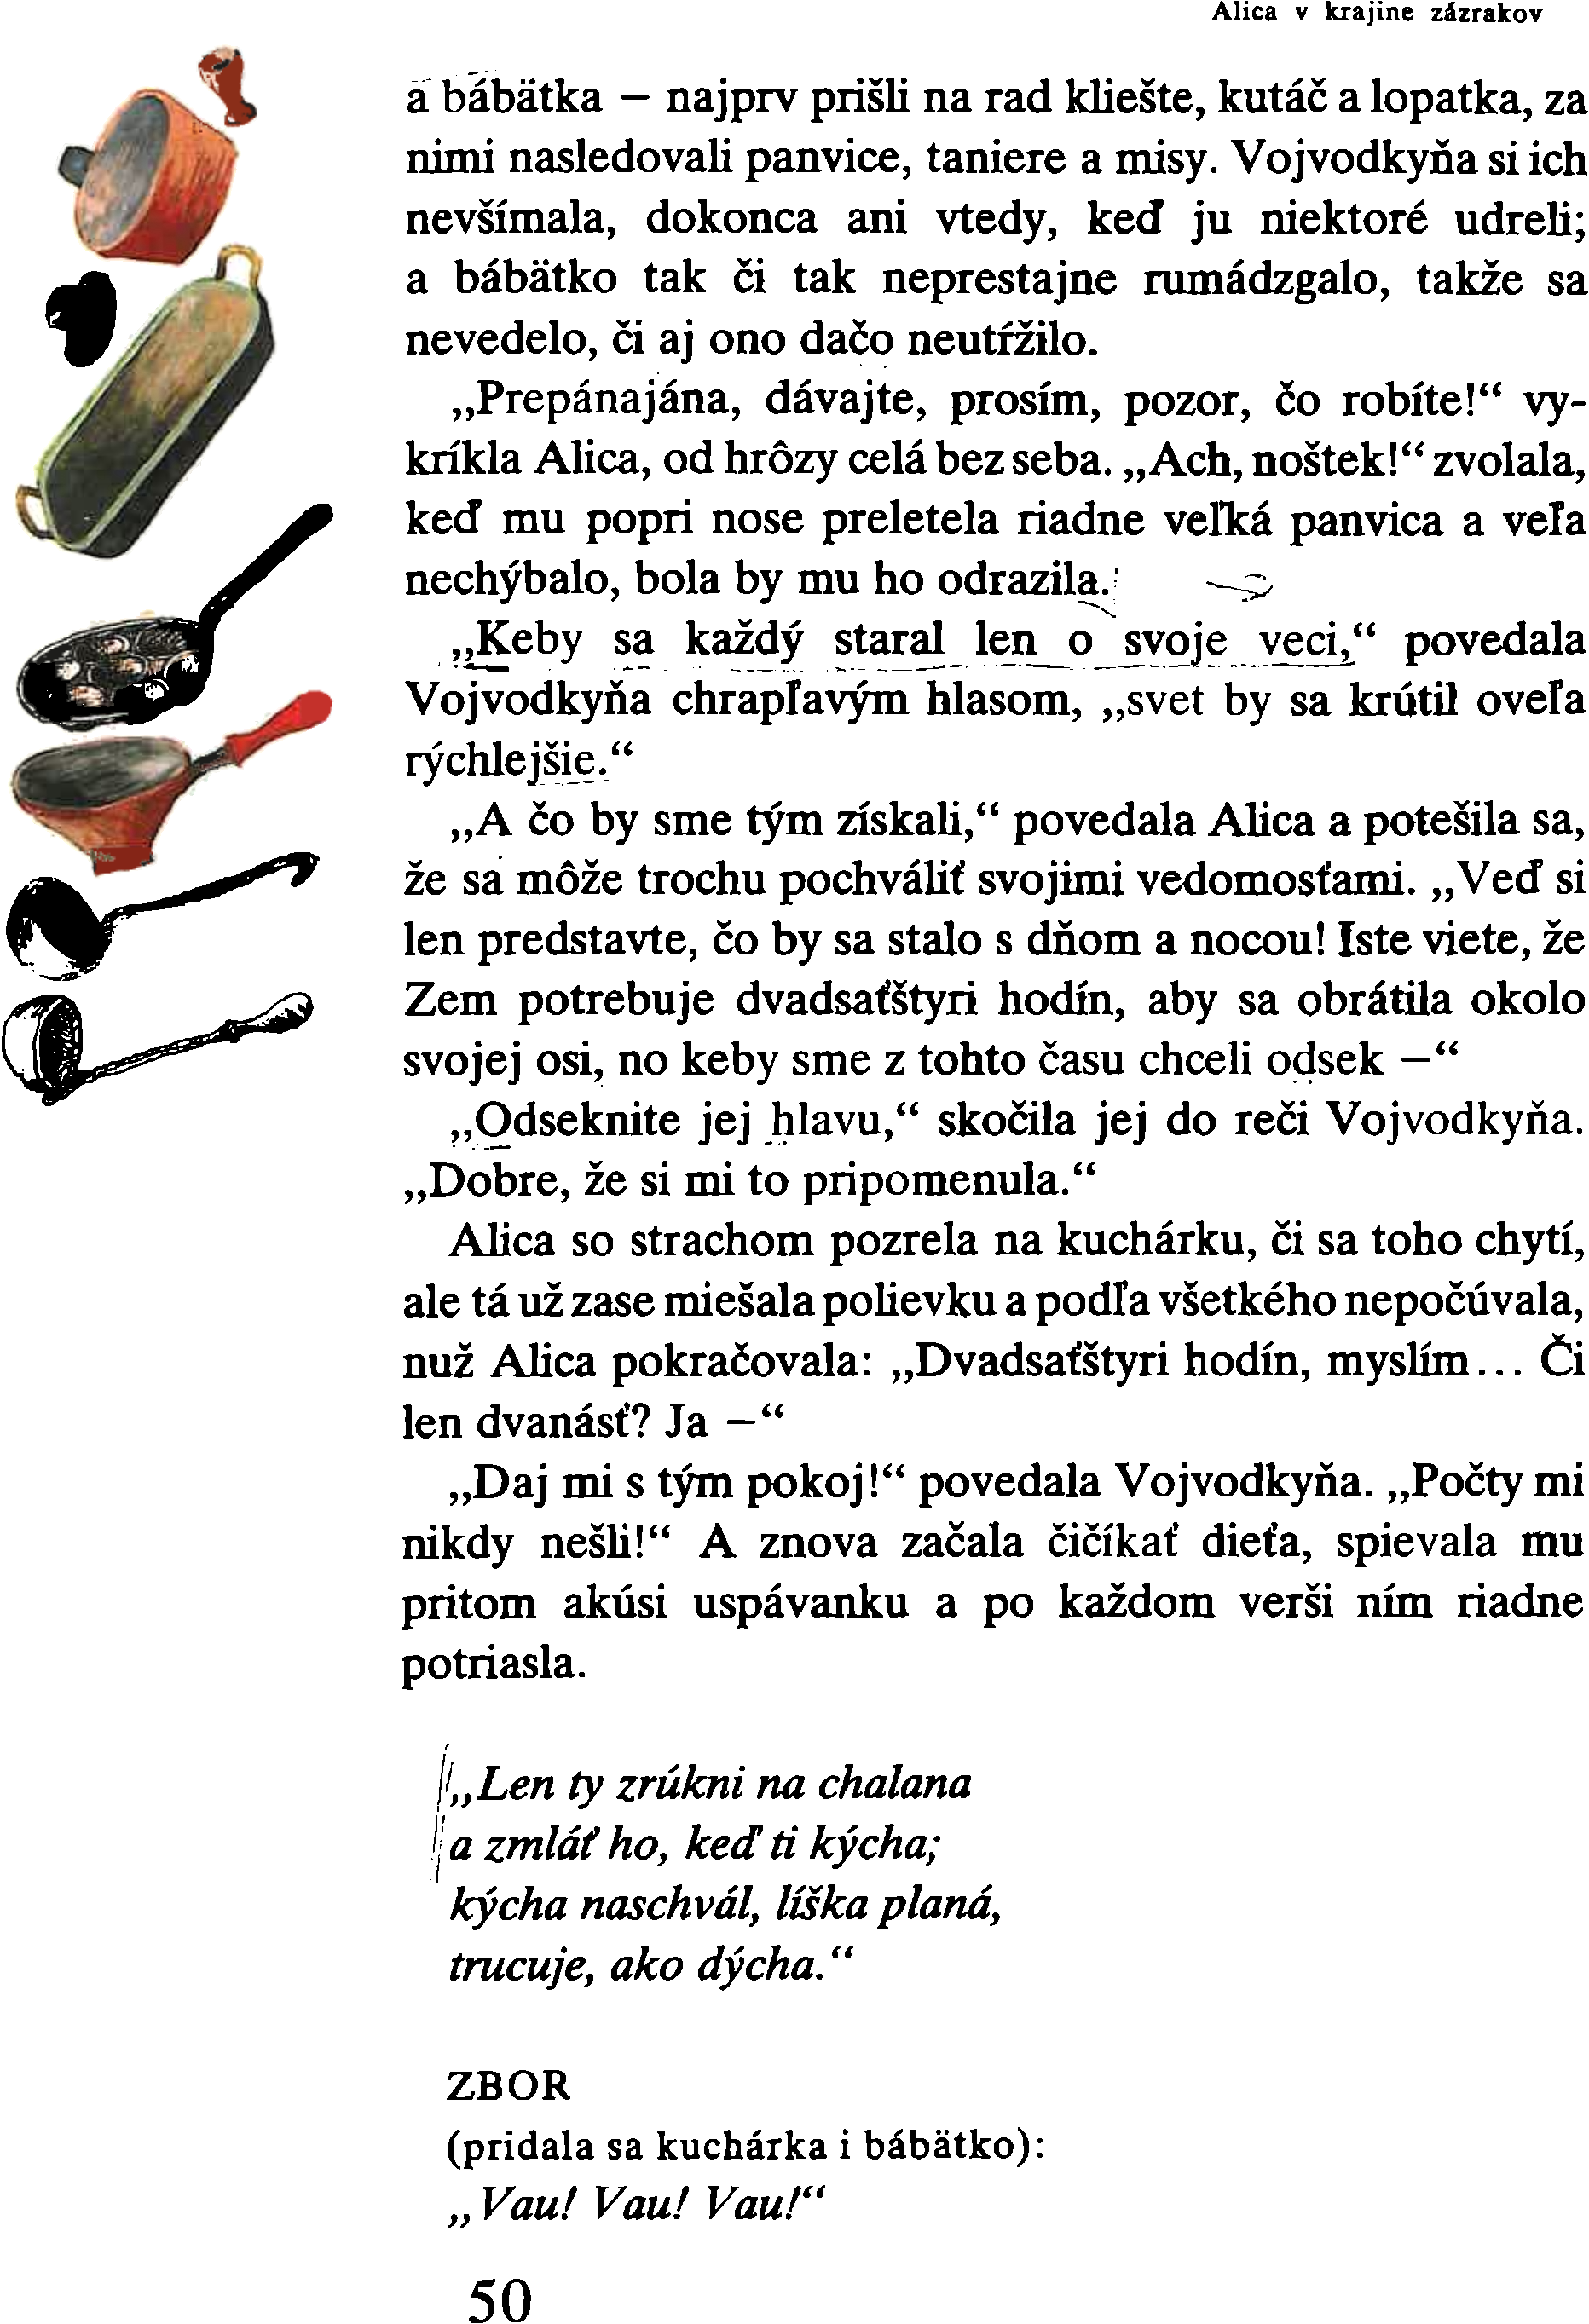 Alica v krajine zázrakov
a bábätka – najprv prišli na rad kliešte, kutáč a lopatka, za
nimi nasledovali panvice, taniere a misy. Vojvodkyňa si ich
nevšímala, dokonca ani vtedy, keď ju niektoré udreli;
a bábätko tak či tak neprestajne rumádzgalo, takže sa
nevedelo, či aj ono dačo neutŕžilo.
„Prepánajána, dávajte, prosím, pozor, čo robíte!“ vy-
kríkla Alica, od hrôzy celá bez seba. „Ach, noštek!“ zvolala,
keď mu popri nose preletela riadne veľká panvica a veľa
nechýbalo, bola by mu ho odrazila.
„Keby sa každý staral len o svoje veci,“ povedala
Vojvodkyňa chrapľavým hlasom, „svet by sa krútil oveľa
rýchlejšie.“
„A čo by sme tým získali,“ povedala Alica a potešila sa,
že sa môže trochu pochváliť svojimi vedomosťami. „Veď si
len predstavte, čo by sa stalo s dňom a nocou! Iste viete, že
Zem potrebuje dvadsaťštyri hodín, aby sa obrátila okolo
svojej osi, no keby sme z tohto času chceli odsek –“
„Odseknite jej hlavu,“ skočila jej do reči Vojvodkyňa.
„Dobre, že si mi to pripomenula.“
Alica so strachom pozrela na kuchárku, či sa toho chytí,
ale tá už zase miešala polievku a podľa všetkého nepočúvala,
nuž Alica pokračovala: „Dvadsaťštyri hodín, myslím... Či
len dvanásť? Ja –“
„Daj mi s tým pokoj!“ povedala Vojvodkyňa. „Počty mi
nikdy nešli!“ A znova začala čičíkať dieťa, spievala mu
pritom akúsi uspávanku a po každom verši ním riadne
potriasla.
„Len ty zrúkni na chalana
a zmláť ho, keď ti kýcha;
kýcha naschvál, líška planá,
trucuje, ako dýcha.“
ZBOR
(pridala sa kuchárka i bábätko):
„Vau! Vau! Vau!“
50